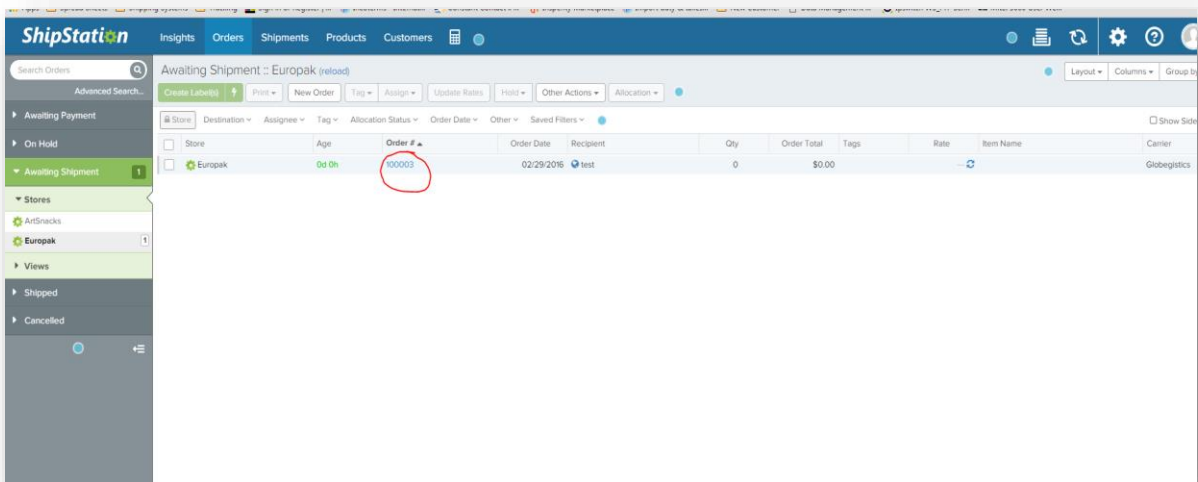 ShipStation Insights Orders Shipments Products Customers
Search Orders
Advanced Search...
Awaiting Shipment :: Europak (reload)
Layout Columns Group by
Create Label(s) Print New Order Tag Assign Update Rates Hold Other Actions Allocation
Store Destination Assignee Tag Allocation Status Order Date Other Saved Filters Show Side
Store Age Order # Order Date Recipient Qty Order Total Tags Rate Item Name Carrier
Europak 0d 0h 100003 02/29/2016 test 0 $0.00 -- Globegistics
Awaiting Payment
On Hold
Awaiting Shipment 1
Stores
ArtSnacks
Europak 1
Views
Shipped
Cancelled